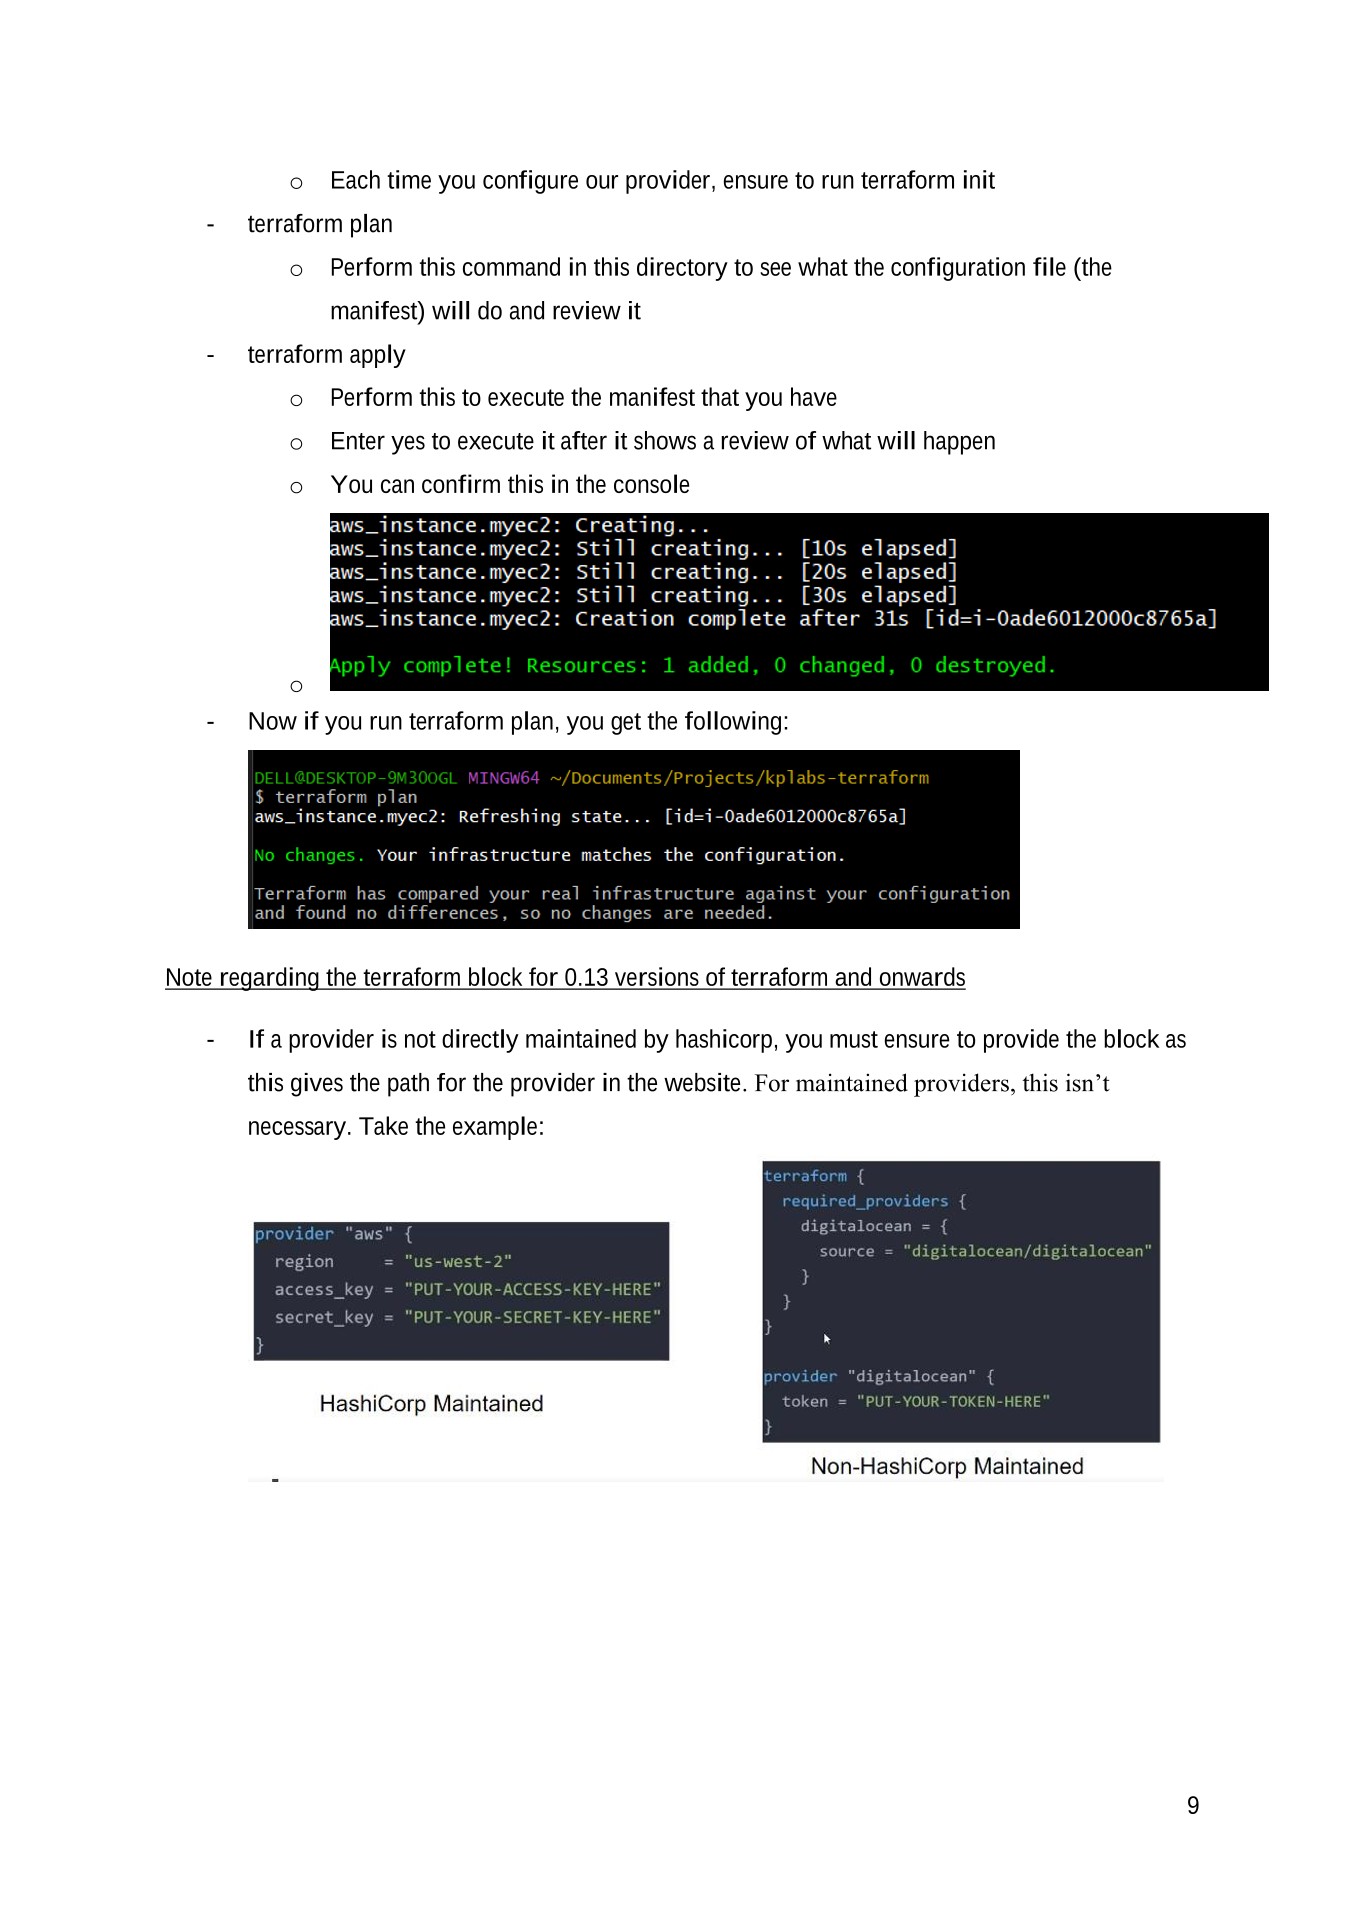 o Each time you configure our provider, ensure to run terraform init
- terraform plan
o Perform this command in this directory to see what the configuration file (the
manifest) will do and review it
- terraform apply
o Perform this to execute the manifest that you have
o Enter yes to execute it after it shows a review of what will happen
o You can confirm this in the console
aws_instance.myec2: Creating...
aws_instance.myec2: Still creating... [10s elapsed]
aws_instance.myec2: Still creating... [20s elapsed]
aws_instance.myec2: Still creating... [30s elapsed]
aws_instance.myec2: Creation complete after 31s [id=i-0ade6012000c8765a]
Apply complete! Resources: 1 added, 0 changed, 0 destroyed.
o
- Now if you run terraform plan, you get the following:
DELL@DESKTOP-9M3OOGL MINGW64 ~/Documents/Projects/kplabs-terraform
$ terraform plan
aws_instance.myec2: Refreshing state... [id=i-0ade6012000c8765a]
No changes. Your infrastructure matches the configuration.
Terraform has compared your real infrastructure against your configuration
and found no differences, so no changes are needed.
Note regarding the terraform block for 0.13 versions of terraform and onwards
- If a provider is not directly maintained by hashicorp, you must ensure to provide the block as
this gives the path for the provider in the website. For maintained providers, this isn’t
necessary. Take the example:
provider "aws" {
region = "us-west-2"
access_key = "PUT-YOUR-ACCESS-KEY-HERE"
secret_key = "PUT-YOUR-SECRET-KEY-HERE"
}
HashiCorp Maintained
terraform {
required_providers {
digitalocean = {
source = "digitalocean/digitalocean"
}
}
}
provider "digitalocean" {
token = "PUT-YOUR-TOKEN-HERE"
}
Non-HashiCorp Maintained
9